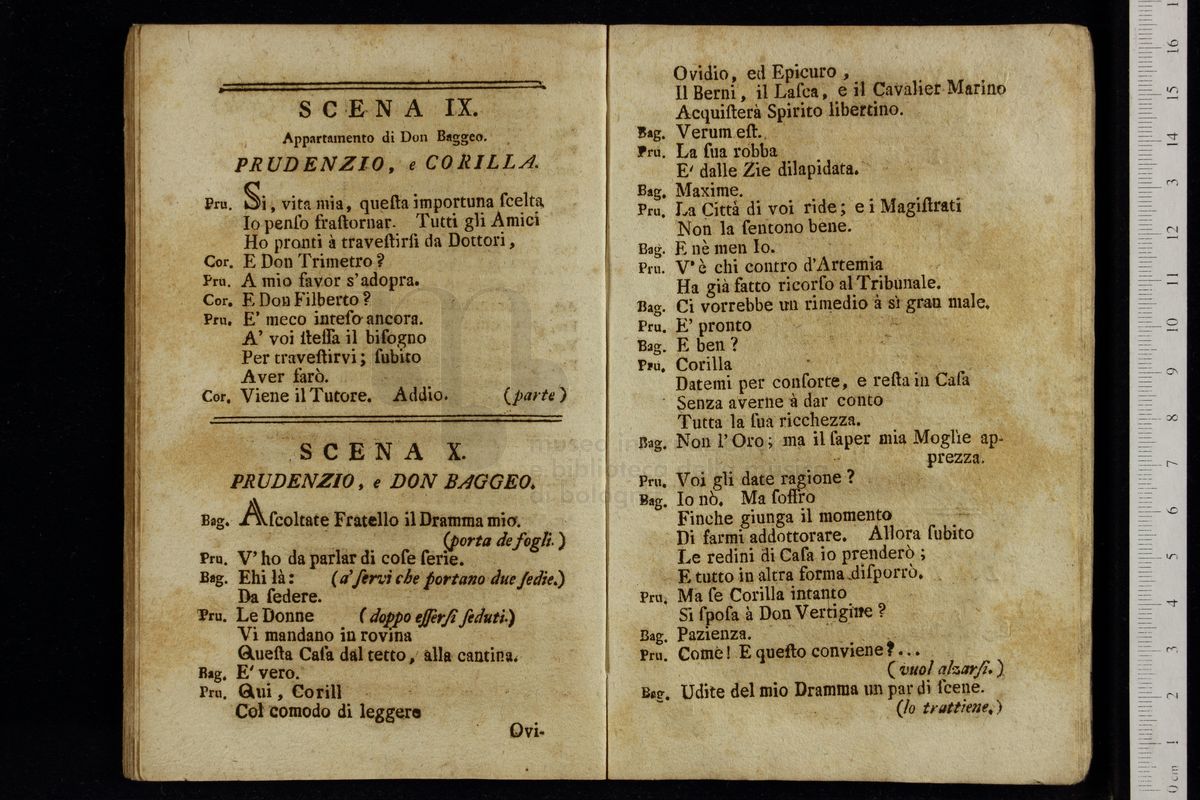 SCENA IX.
Appartamento di Don Baggeo.
PRUDENZIO, e CORILLA.
Pru. Si, vita mia, queſta importuna ſcelta
Io penſo fraſtornar. Tutti gli Amici
Ho pronti à traveſtirſi da Dottori,
Cor. E Don Trimetro?
Pru. A mio favor s'adopra.
Cor. E Don Filberto?
Pru. E' meco inteſo ancora.
A' voi ſteſſa il biſogno
Per traveſtirvi; ſubito
Aver farò.
Cor. Viene il Tutore. Addio. (parte)
SCENA X.
PRUDENZIO, e DON BAGGEO.
Bag. Aſcoltate Fratello il Dramma mio.
(porta de fogli.)
Pru. V' ho da parlar di coſe ſerie.
Bag. Ehi là: (a' ſervi che portano due ſedie.)
Da ſedere.
Pru. Le Donne (doppo eſſerſi ſeduti.)
Vi mandano in rovina
Queſta Caſa dal tetto, alla cantina.
Bag. E' vero.
Pru. Qui, Corill
Col comodo di leggere
Ovi-
Ovidio, ed Epicuro,
Il Berni, il Laſca, e il Cavalier Marino
Acquiſterà Spirito libertino.
Bag. Verum eſt.
Pru. La ſua robba
E' dalle Zie dilapidata.
Bag. Maxime.
Pru. La Città di voi ride; e i Magiſtrati
Non la ſentono bene.
Bag. E nè men Io.
Pru. V' è chi contro d'Artemia
Ha già fatto ricorſo al Tribunale.
Bag. Ci vorrebbe un rimedio à sì gran male.
Pru. E' pronto
Bag. E ben?
Pru. Corilla
Datemi per conſorte, e reſta in Caſa
Senza averne à dar conto
Tutta la ſua ricchezza.
Bag. Non l'Oro; ma il ſaper mia Moglie ap-
prezza.
Pru. Voi gli date ragione?
Bag. Io nò. Ma ſoffro
Finche giunga il momento
Di farmi addottorare. Allora ſubito
Le redini di Caſa io prenderò;
E tutto in altra forma diſporrò.
Pru. Ma ſe Corilla intanto
Si ſpoſa à Don Vertigine?
Bag. Pazienza.
Pru. Come! E queſto conviene?...
(vuol alzarſi.)
Bag. Udite del mio Dramma un par di ſcene.
(lo trattiene.)